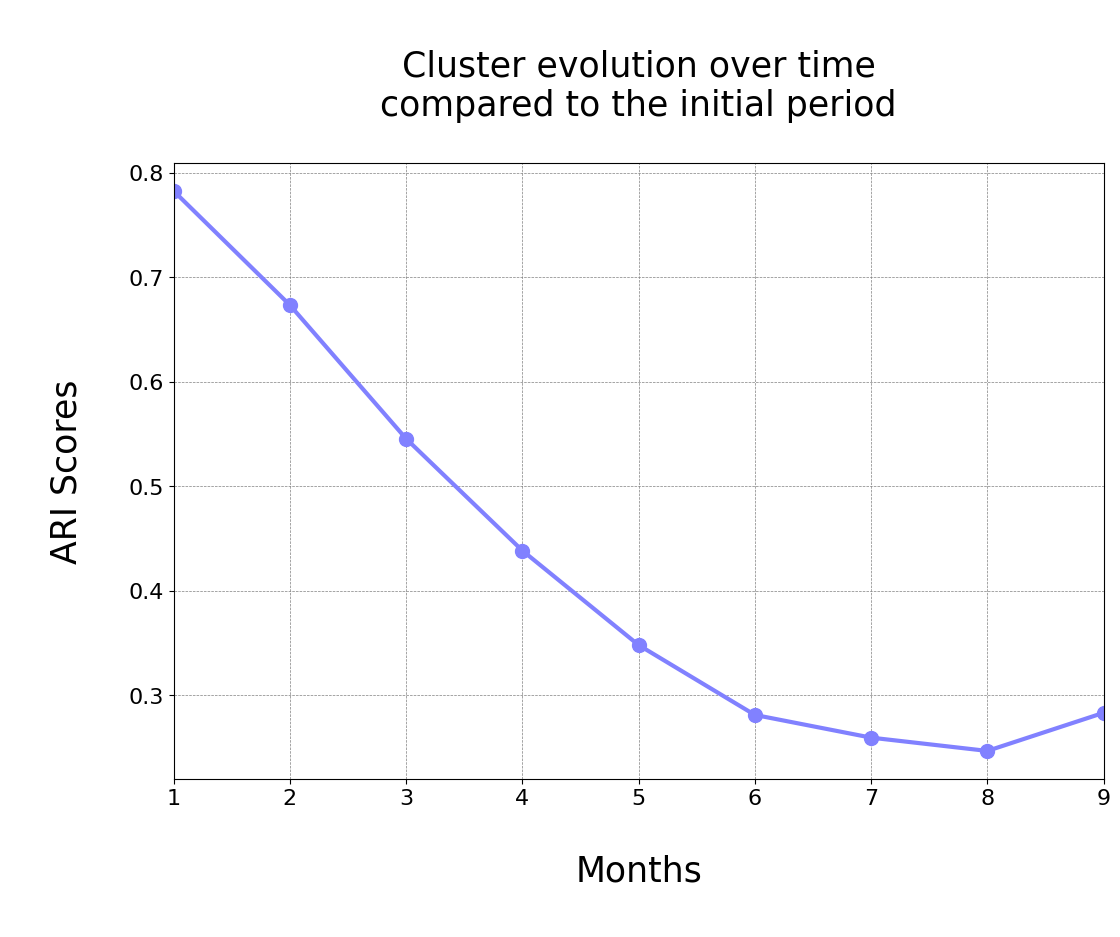 Cluster evolution over time
compared to the initial period
0.8
0.7
0.6
0.5
0.4
0.3
ARI Scores
1 2 3 4 5 6 7 8 9
Months